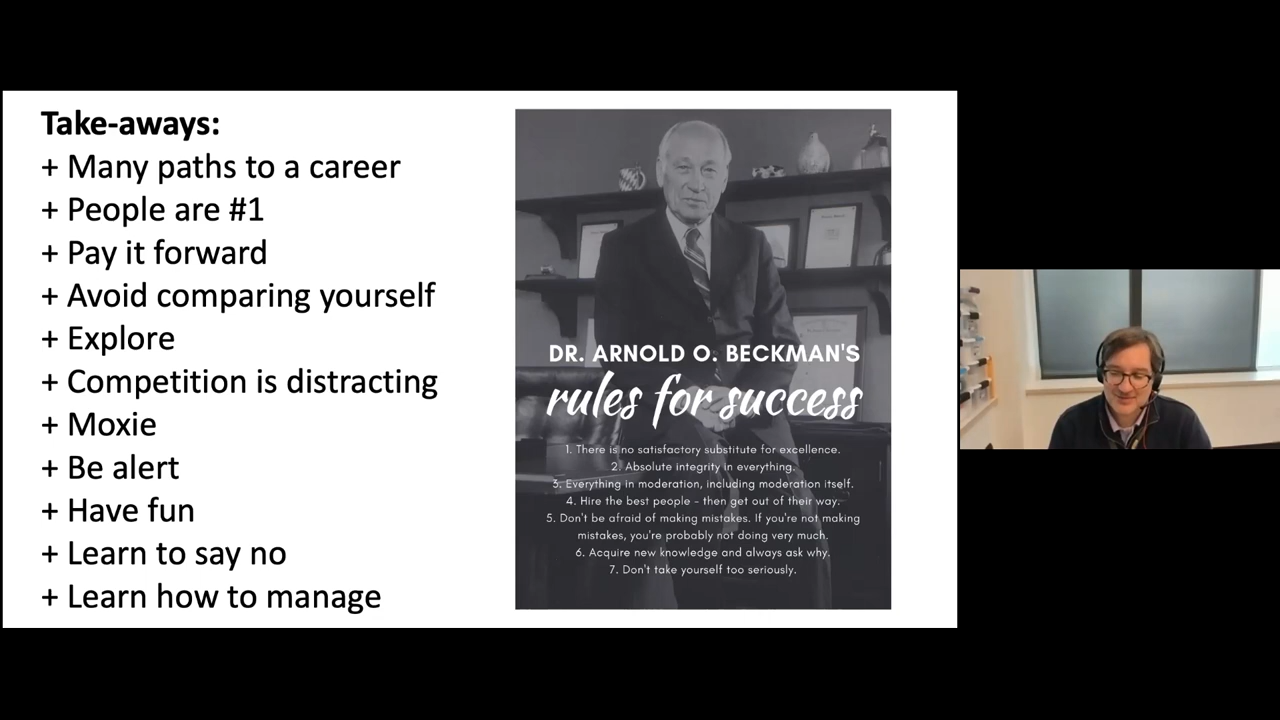 Take-aways:
+ Many paths to a career
+ People are #1
+ Pay it forward
+ Avoid comparing yourself
+ Explore
+ Competition is distracting
+ Moxie
+ Be alert
+ Have fun
+ Learn to say no
+ Learn how to manage
DR. ARNOLD O. BECKMAN'S
rules for success
1. There is no satisfactory substitute for excellence.
2. Absolute integrity in everything.
3. Everything in moderation, including moderation itself.
4. Hire the best people - then get out of their way.
5. Don't be afraid of making mistakes. If you're not making
mistakes, you're probably not doing very much.
6. Acquire new knowledge and always ask why.
7. Don't take yourself too seriously.